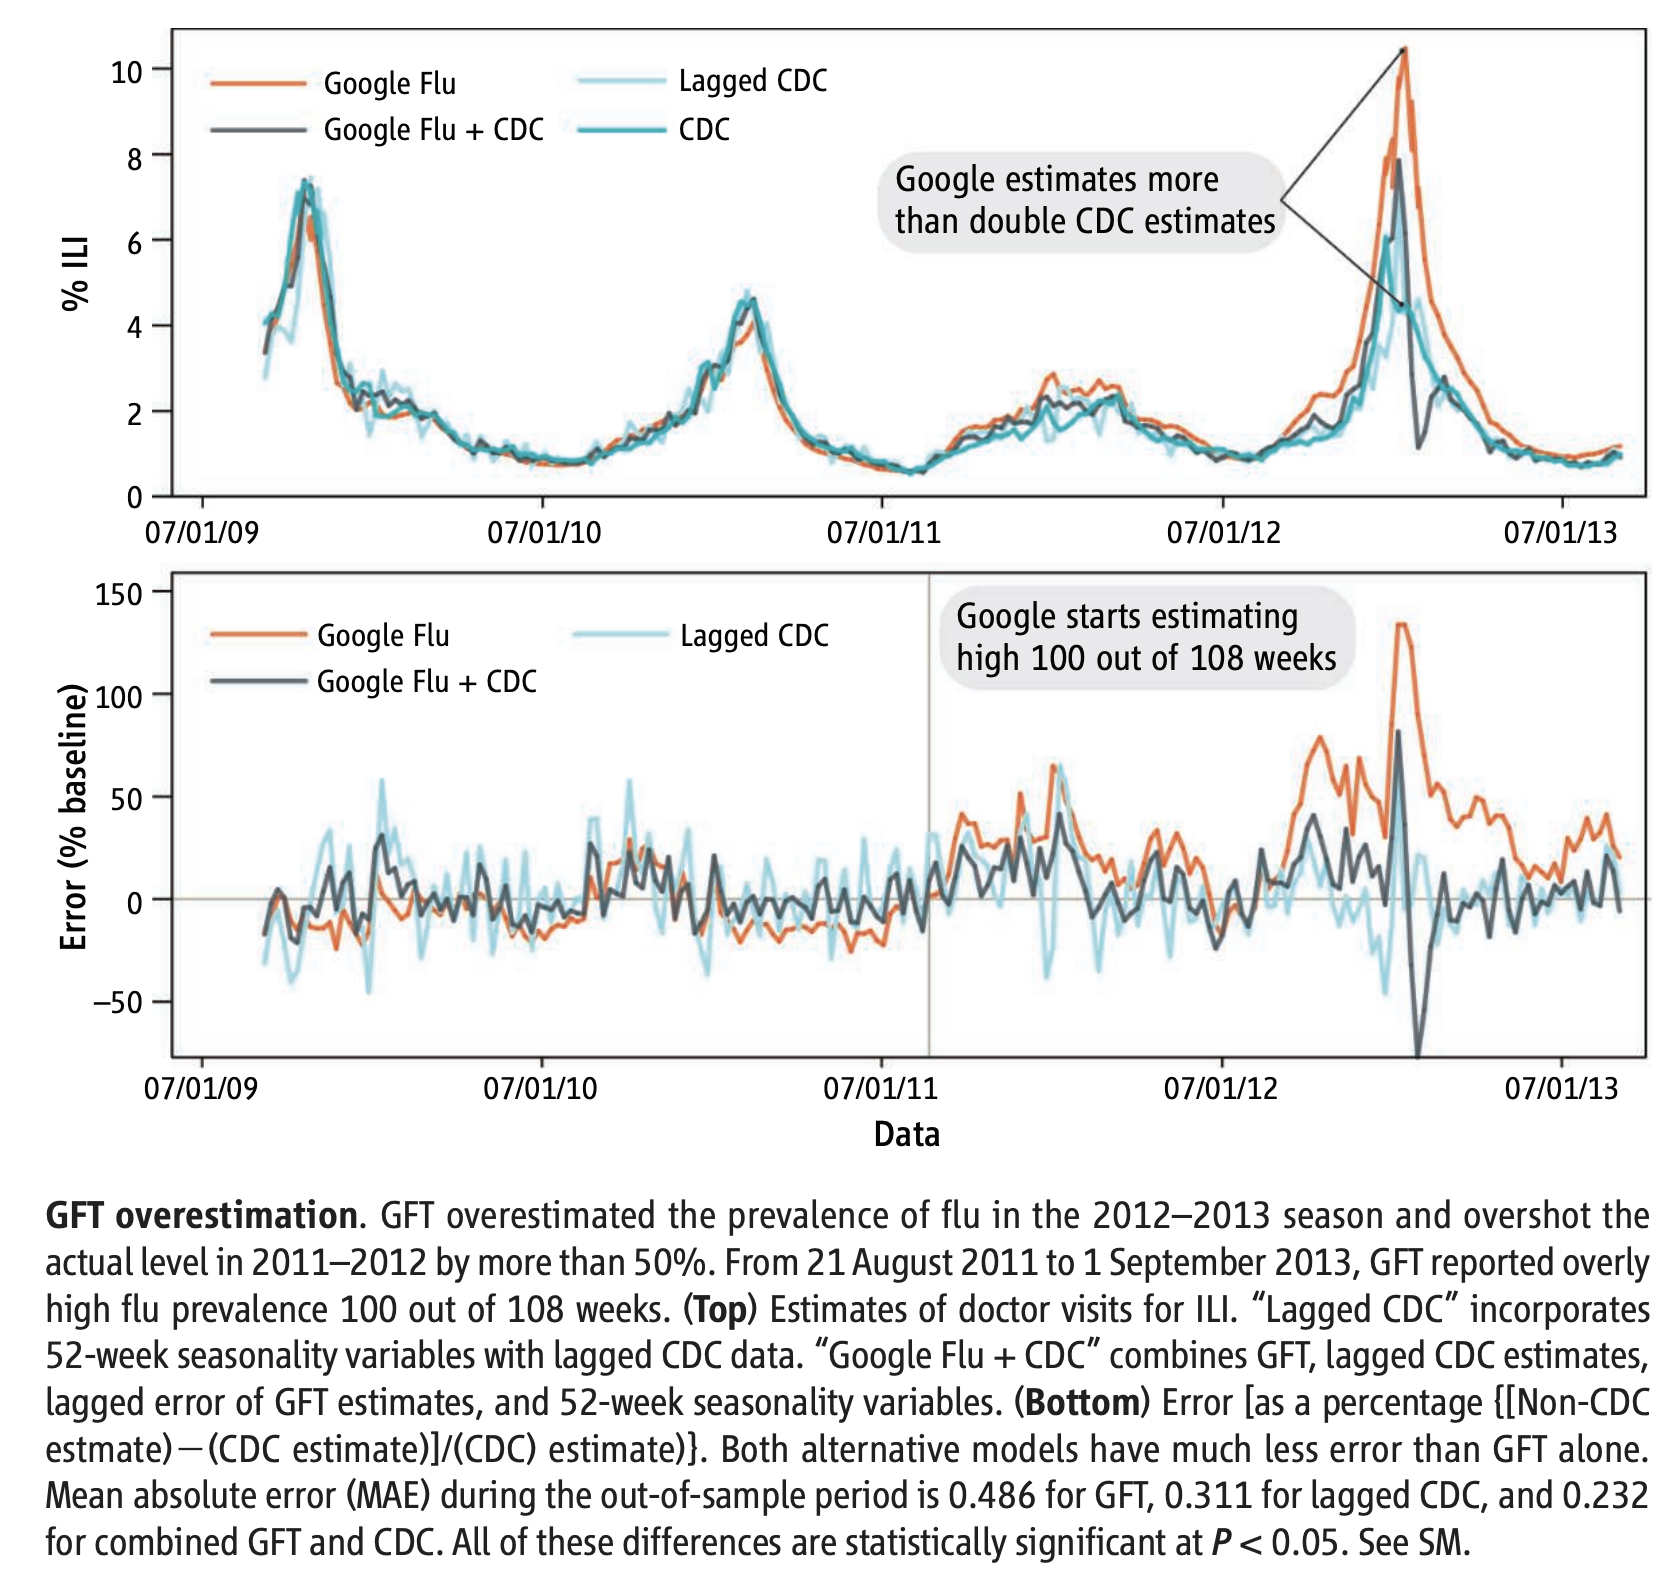 10
8
6
4
2
0
% ILI
Google Flu
Lagged CDC
Google Flu + CDC
CDC
Google estimates more
than double CDC estimates
07/01/09
07/01/10
07/01/11
07/01/12
07/01/13
150
100
50
0
–50
Error (% baseline)
Google Flu
Lagged CDC
Google Flu + CDC
Google starts estimating
high 100 out of 108 weeks
07/01/09
07/01/10
07/01/11
07/01/12
07/01/13
Data
GFT overestimation. GFT overestimated the prevalence of flu in the 2012–2013 season and overshot the
actual level in 2011–2012 by more than 50%. From 21 August 2011 to 1 September 2013, GFT reported overly
high flu prevalence 100 out of 108 weeks. (Top) Estimates of doctor visits for ILI. “Lagged CDC” incorporates
52-week seasonality variables with lagged CDC data. “Google Flu + CDC” combines GFT, lagged CDC estimates,
lagged error of GFT estimates, and 52-week seasonality variables. (Bottom) Error [as a percentage {[Non-CDC
estmate)—(CDC estimate)]/(CDC) estimate)}. Both alternative models have much less error than GFT alone.
Mean absolute error (MAE) during the out-of-sample period is 0.486 for GFT, 0.311 for lagged CDC, and 0.232
for combined GFT and CDC. All of these differences are statistically significant at P < 0.05. See SM.